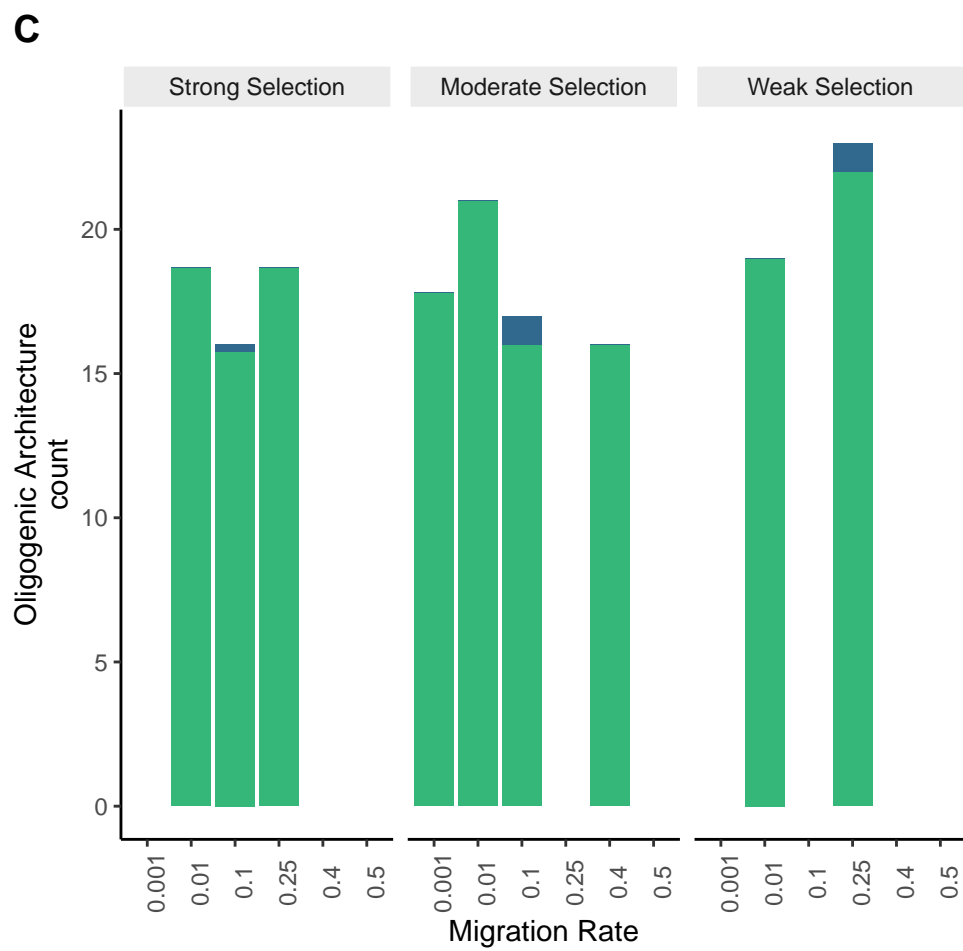 C
Strong Selection Moderate Selection Weak Selection
Oligogenic Architecture
count
20
15
10
5
0
0.001 0.01 0.1 0.25 0.4 0.5 0.001 0.01 0.1 0.25 0.4 0.5 0.001 0.01 0.1 0.25 0.4 0.5
Migration Rate